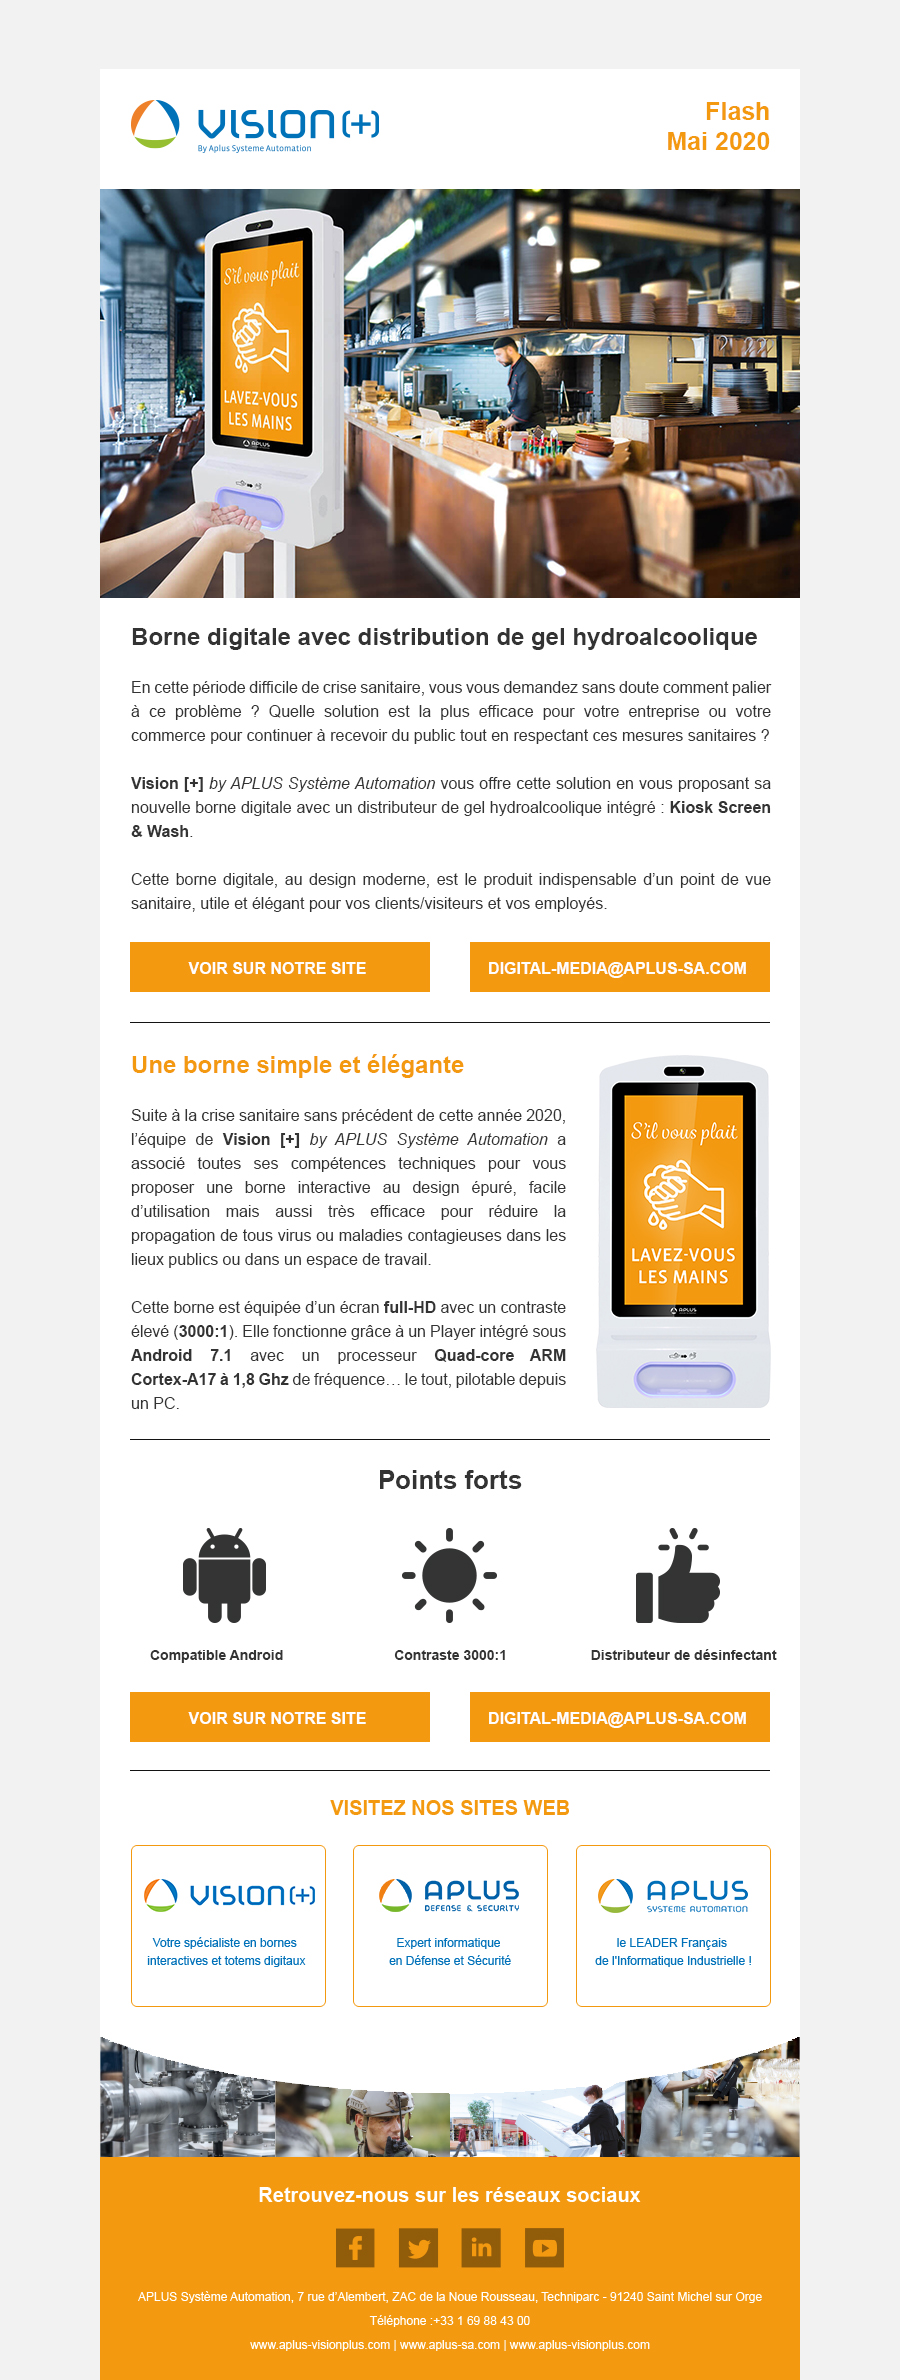 VISION[+]
By Aplus Systeme Automation
Flash
Mai 2020
S'il vous plait
LAVEZ-VOUS
LES MAINS
APLUS
Borne digitale avec distribution de gel hydroalcoolique
En cette période difficile de crise sanitaire, vous vous demandez sans doute comment palier
à ce problème ? Quelle solution est la plus efficace pour votre entreprise ou votre
commerce pour continuer à recevoir du public tout en respectant ces mesures sanitaires ?
Vision [+] by APLUS Système Automation vous offre cette solution en vous proposant sa
nouvelle borne digitale avec un distributeur de gel hydroalcoolique intégré : Kiosk Screen
& Wash.
Cette borne digitale, au design moderne, est le produit indispensable d’un point de vue
sanitaire, utile et élégant pour vos clients/visiteurs et vos employés.
VOIR SUR NOTRE SITE
DIGITAL-MEDIA@APLUS-SA.COM
Une borne simple et élégante
Suite à la crise sanitaire sans précédent de cette année 2020,
l’équipe de Vision [+] by APLUS Système Automation a
associé toutes ses compétences techniques pour vous
proposer une borne interactive au design épuré, facile
d’utilisation mais aussi très efficace pour réduire la
propagation de tous virus ou maladies contagieuses dans les
lieux publics ou dans un espace de travail.
Cette borne est équipée d’un écran full-HD avec un contraste
élevé (3000:1). Elle fonctionne grâce à un Player intégré sous
Android 7.1 avec un processeur Quad-core ARM
Cortex-A17 à 1,8 Ghz de fréquence… le tout, pilotable depuis
un PC.
S'il vous plait
LAVEZ-VOUS
LES MAINS
APLUS
Points forts
Compatible Android
Contraste 3000:1
Distributeur de désinfectant
VOIR SUR NOTRE SITE
DIGITAL-MEDIA@APLUS-SA.COM
VISITEZ NOS SITES WEB
VISION[+]
Votre spécialiste en bornes
interactives et totems digitaux
APLUS
DEFENSE & SECURITY
Expert informatique
en Défense et Sécurité
APLUS
SYSTEME AUTOMATION
le LEADER Français
de l'Informatique Industrielle !
Retrouvez-nous sur les réseaux sociaux
APLUS Système Automation, 7 rue d’Alembert, ZAC de la Noue Rousseau, Techniparc - 91240 Saint Michel sur Orge
Téléphone :+33 1 69 88 43 00
www.aplus-visionplus.com | www.aplus-sa.com | www.aplus-visionplus.com